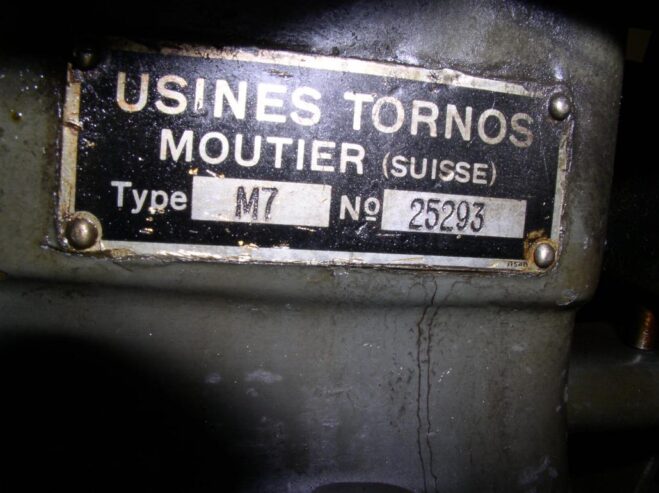 USINES TORNOS
MOUTIER (SUISSE)
Type M7 No 25293